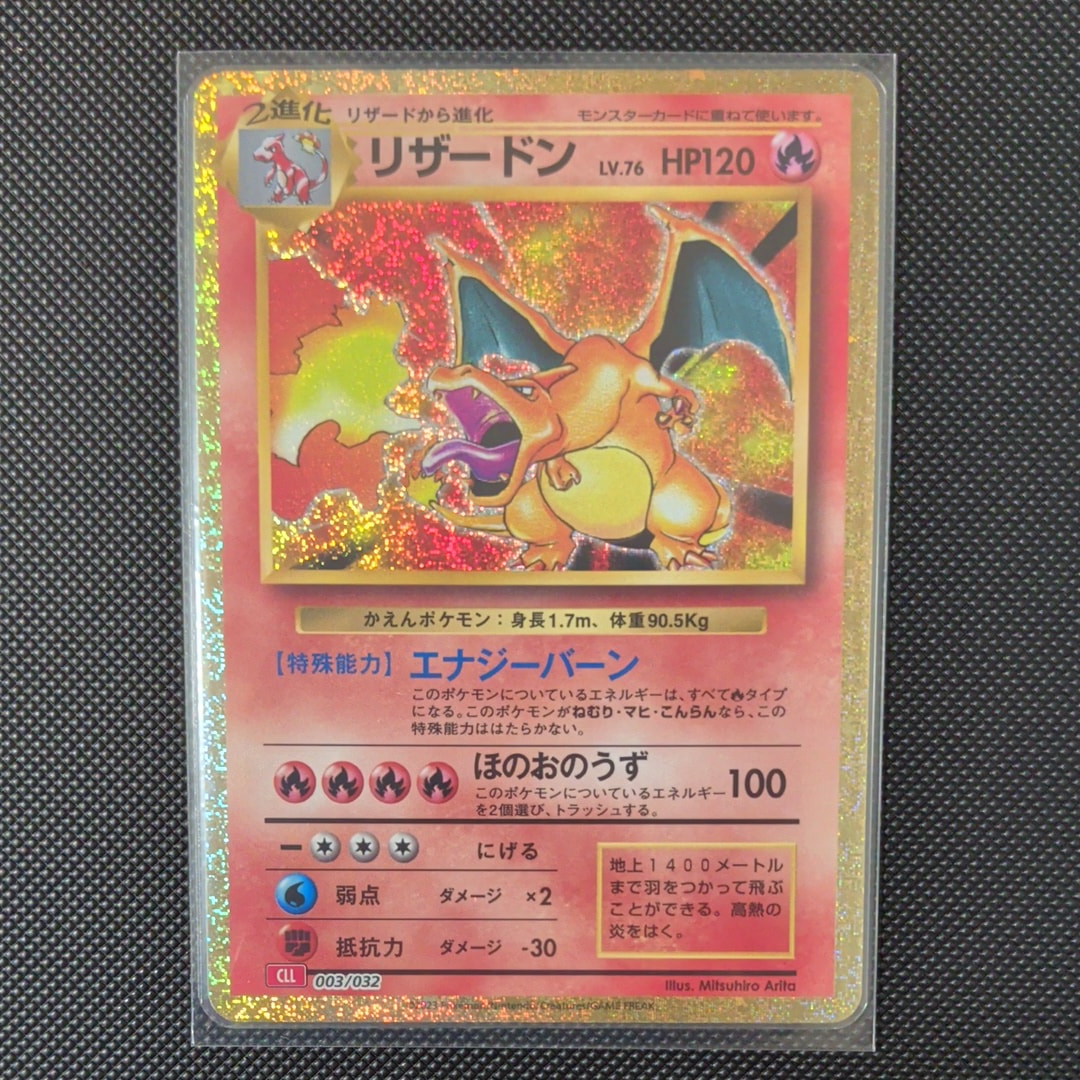 2進化 リザードから進化 モンスターカードに重ねて使います。
リザードン LV.76 HP120
かえんポケモン：身長1.7m、体重90.5Kg
【特殊能力】 エナジーバーン
このポケモンについているエネルギーは、すべてタイプ
になる。このポケモンがねむり・マヒ・こんらんなら、この
特殊能力ははたらかない。
ほのおのうず 100
このポケモンについているエネルギー
を2個選び、トラッシュする。
にげる
弱点 ダメージ ×2
抵抗力 ダメージ -30
地上1400メートル
まで羽をつかって飛ぶ
ことができる。高熱の
炎をはく。
CLL 003/032
Illus. Mitsuhiro Arita
Nintendo/Creatures/GAME FREAK